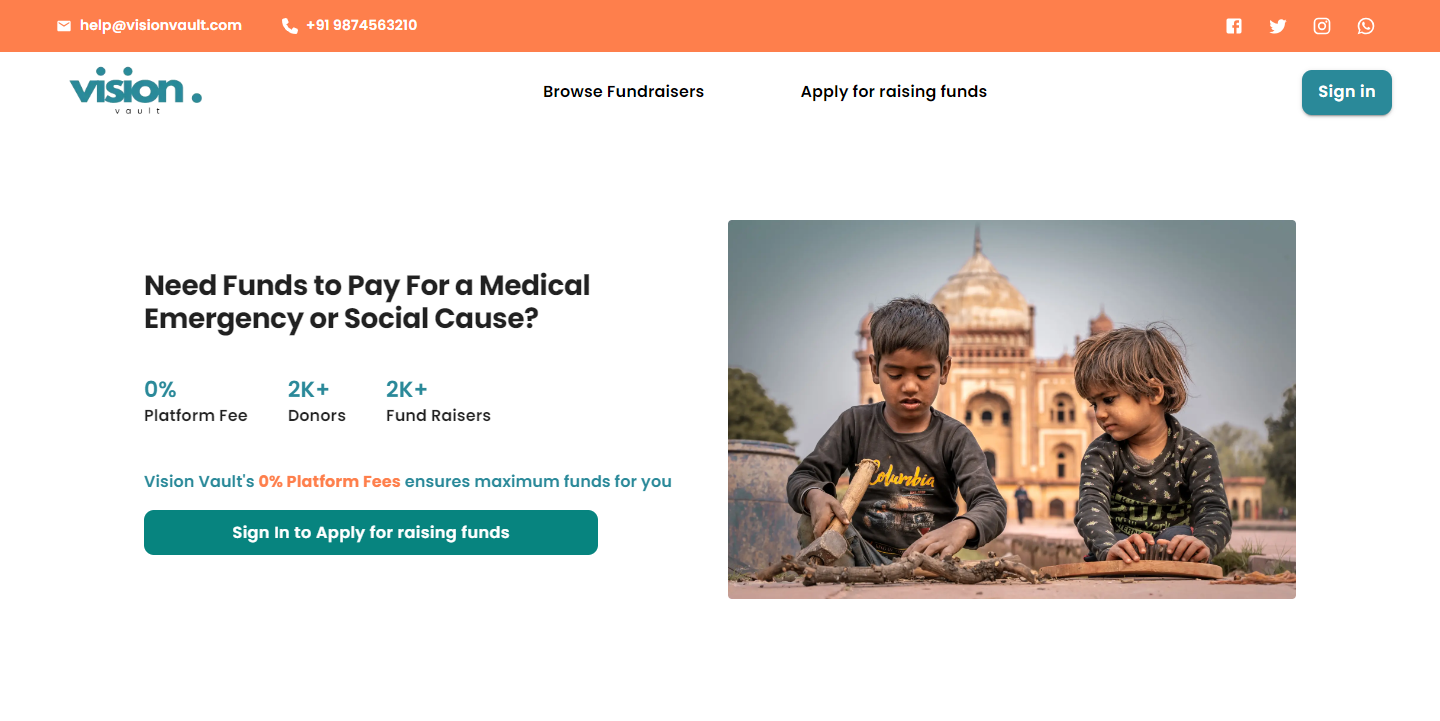 help@visionvault.com
+91 9874563210
vision .
vault
Browse Fundraisers
Apply for raising funds
Sign in
Need Funds to Pay For a Medical
Emergency or Social Cause?
0%
2K+
2K+
Platform Fee
Donors
Fund Raisers
Vision Vault's 0% Platform Fees ensures maximum funds for you
Sign In to Apply for raising funds
Columbia